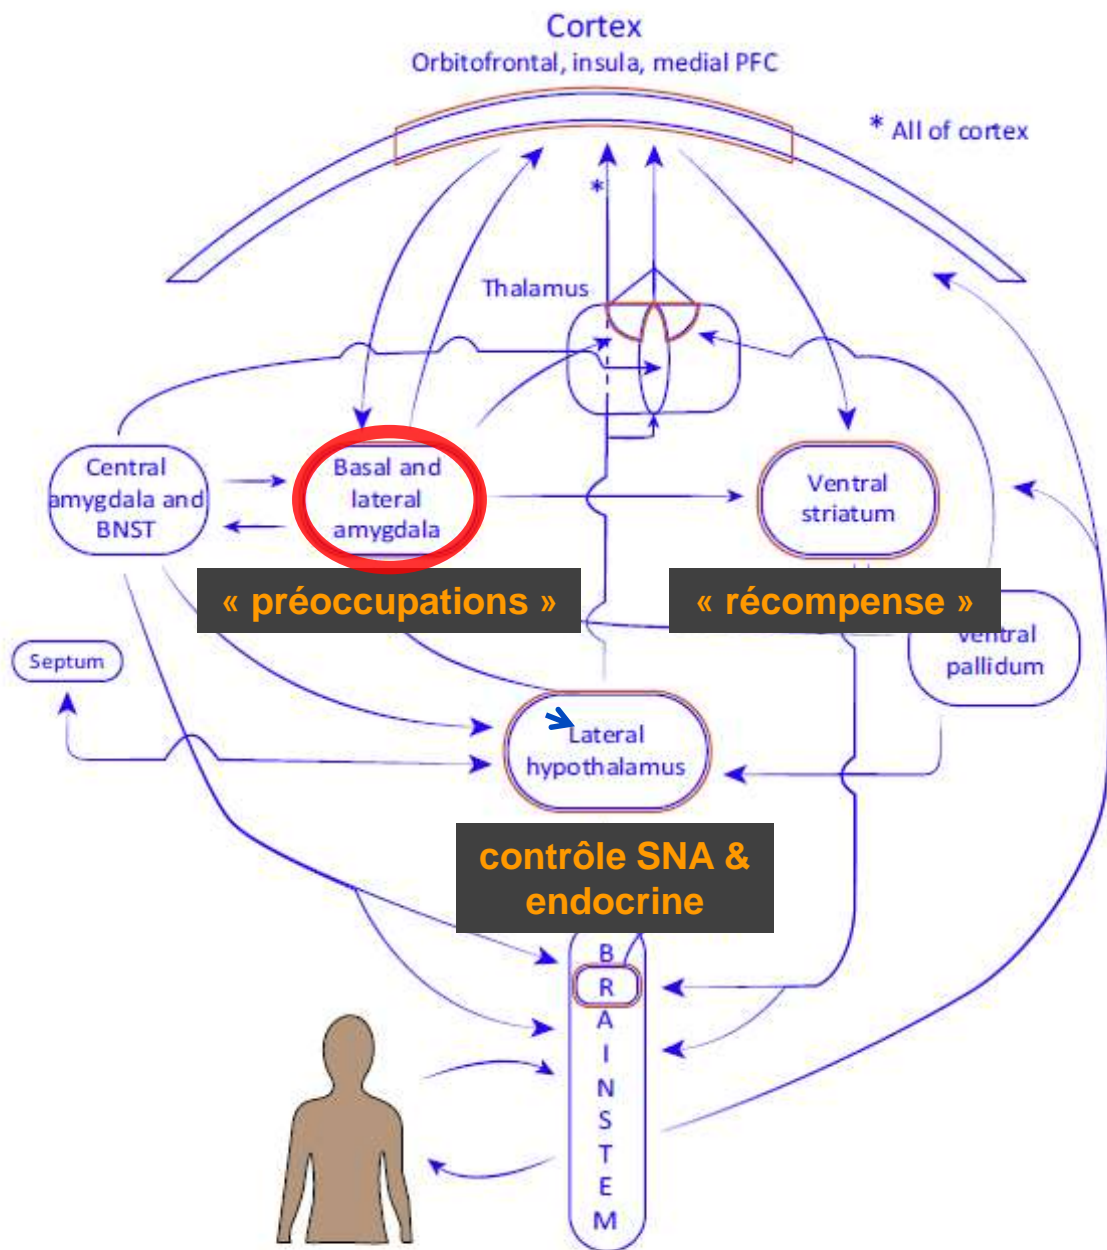 Cortex
Orbitofrontal, insula, medial PFC
* All of cortex
*
Thalamus
Central
amygdala and
BNST
Basal and
lateral
amygdala
Ventral
striatum
« préoccupations »
« récompense »
Septum
Ventral
pallidum
Lateral
hypothalamus
contrôle SNA &
endocrine
B
R
A
I
N
S
T
E
M